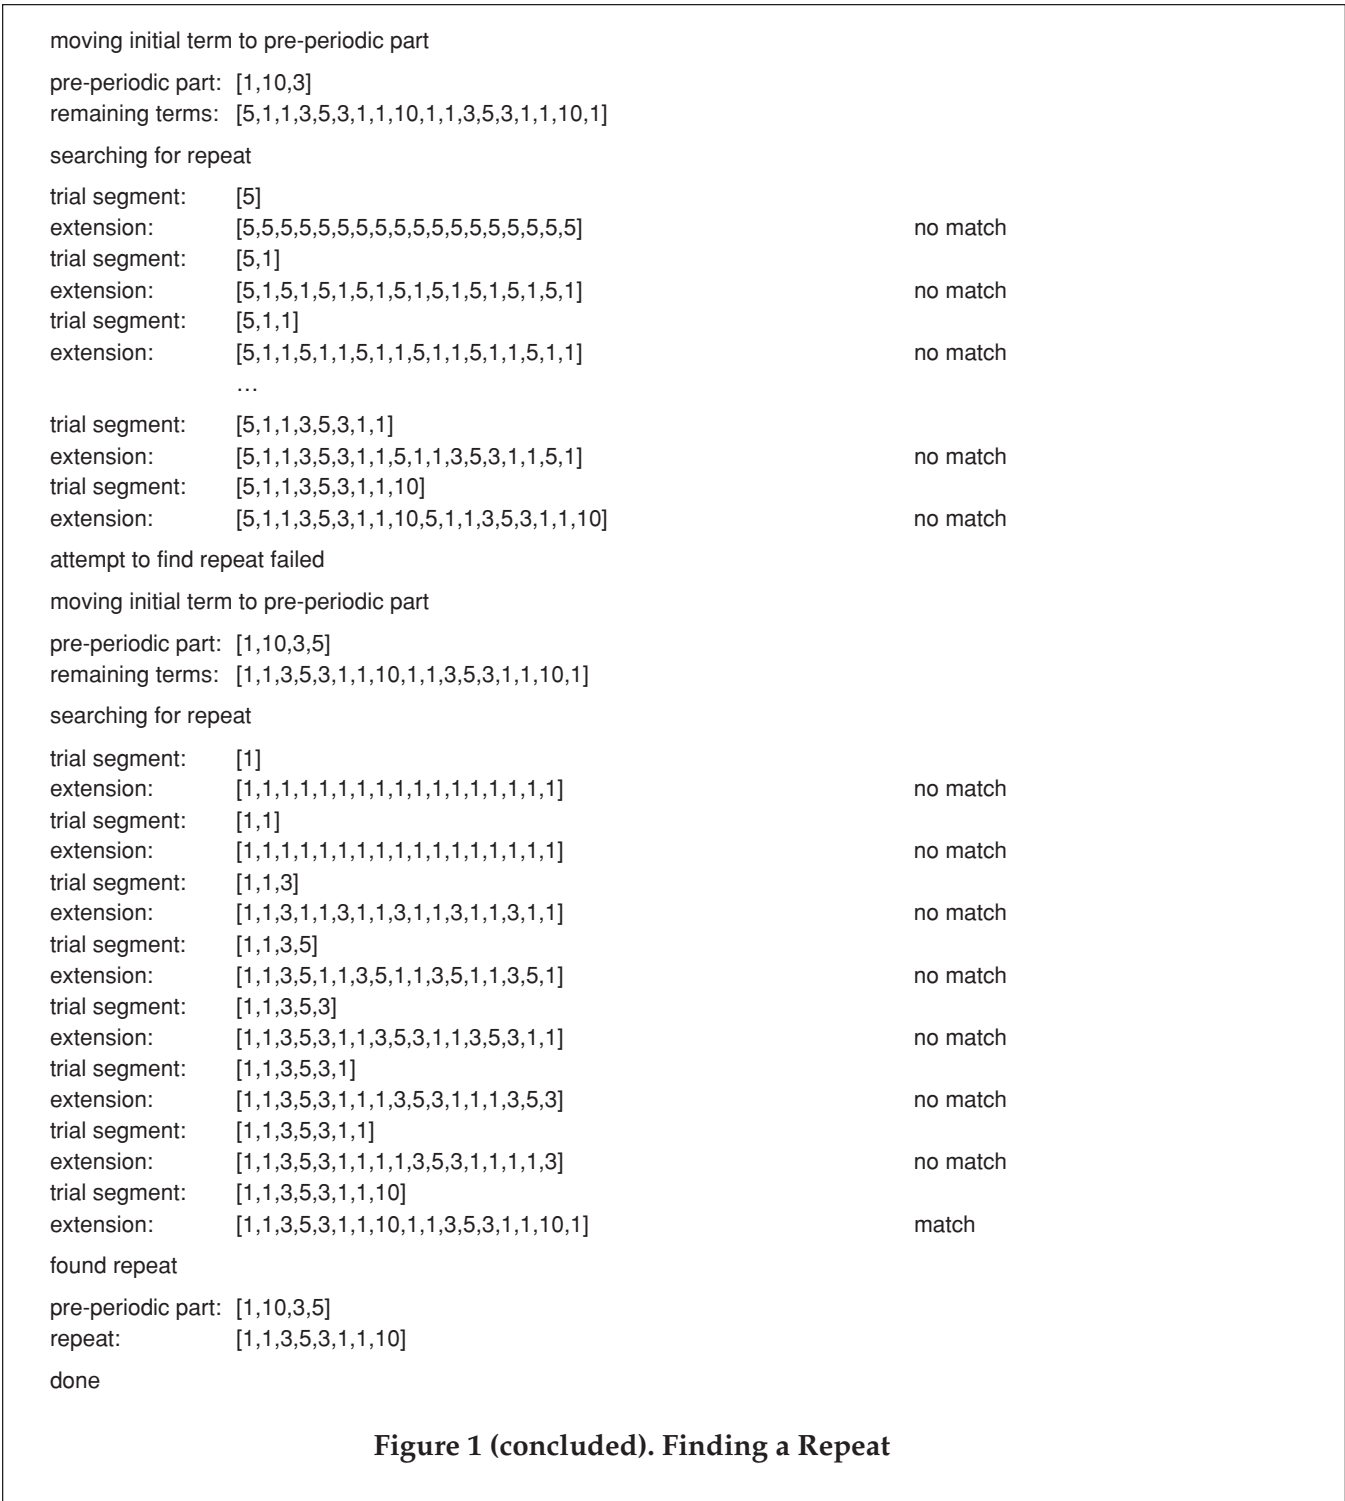 moving initial term to pre-periodic part
pre-periodic part: [1,10,3]
remaining terms: [5,1,1,3,5,3,1,1,10,1,1,3,5,3,1,1,10,1]
searching for repeat
trial segment: [5]
extension: [5,5,5,5,5,5,5,5,5,5,5,5,5,5,5,5,5,5] no match
trial segment: [5,1]
extension: [5,1,5,1,5,1,5,1,5,1,5,1,5,1,5,1,5,1] no match
trial segment: [5,1,1]
extension: [5,1,1,5,1,1,5,1,1,5,1,1,5,1,1,5,1,1] no match
…
trial segment: [5,1,1,3,5,3,1,1]
extension: [5,1,1,3,5,3,1,1,5,1,1,3,5,3,1,1,5,1] no match
trial segment: [5,1,1,3,5,3,1,1,10]
extension: [5,1,1,3,5,3,1,1,10,5,1,1,3,5,3,1,1,10] no match
attempt to find repeat failed
moving initial term to pre-periodic part
pre-periodic part: [1,10,3,5]
remaining terms: [1,1,3,5,3,1,1,10,1,1,3,5,3,1,1,10,1]
searching for repeat
trial segment: [1]
extension: [1,1,1,1,1,1,1,1,1,1,1,1,1,1,1,1,1] no match
trial segment: [1,1]
extension: [1,1,1,1,1,1,1,1,1,1,1,1,1,1,1,1,1] no match
trial segment: [1,1,3]
extension: [1,1,3,1,1,3,1,1,3,1,1,3,1,1,3,1,1] no match
trial segment: [1,1,3,5]
extension: [1,1,3,5,1,1,3,5,1,1,3,5,1,1,3,5,1] no match
trial segment: [1,1,3,5,3]
extension: [1,1,3,5,3,1,1,3,5,3,1,1,3,5,3,1,1] no match
trial segment: [1,1,3,5,3,1]
extension: [1,1,3,5,3,1,1,1,3,5,3,1,1,1,3,5,3] no match
trial segment: [1,1,3,5,3,1,1]
extension: [1,1,3,5,3,1,1,1,1,3,5,3,1,1,1,1,3] no match
trial segment: [1,1,3,5,3,1,1,10]
extension: [1,1,3,5,3,1,1,10,1,1,3,5,3,1,1,10,1] match
found repeat
pre-periodic part: [1,10,3,5]
repeat: [1,1,3,5,3,1,1,10]
done
Figure 1 (concluded). Finding a Repeat